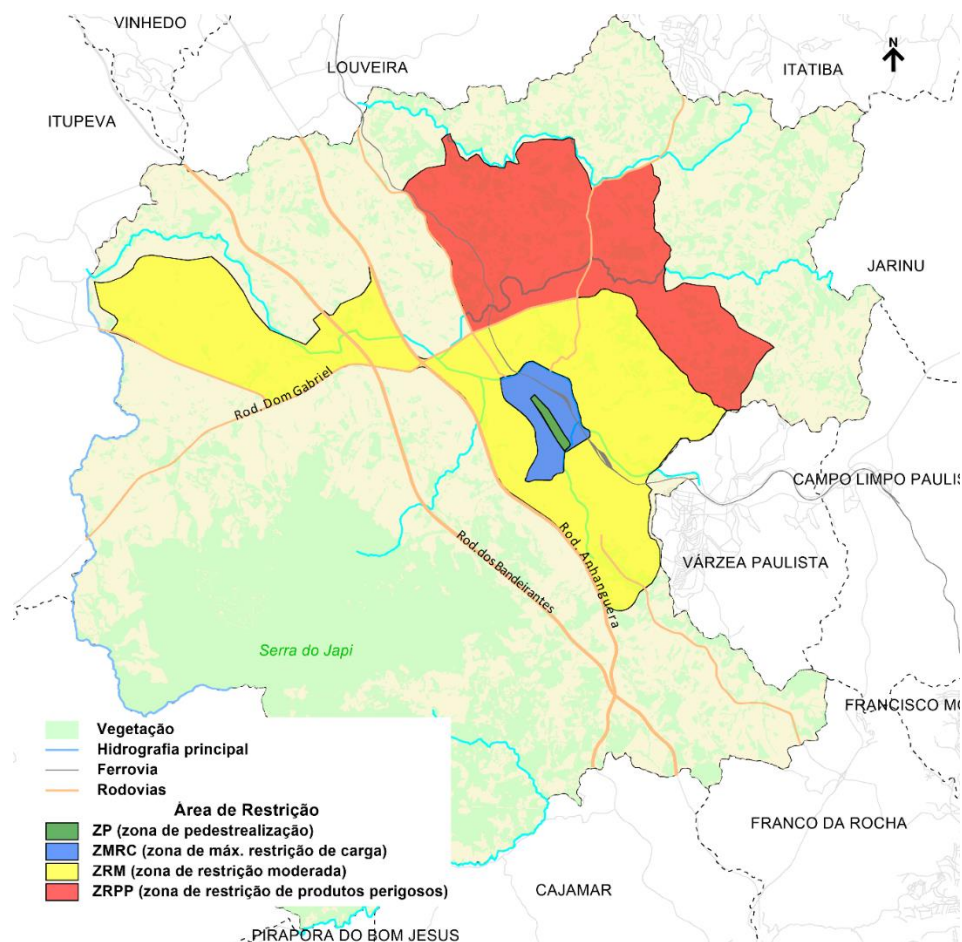 VINHEDO
LOUVEIRA
ITATIBA
N
ITUPEVA
JARINU
Rod. Dom Gabriel
CAMPO LIMPO PAULIS
Rod. dos Bandeirantes
Rod. Anhanguera
VÁRZEA PAULISTA
Serra do Japi
FRANCISCO MO
Vegetação
Hidrografia principal
Ferrovia
Rodovias
Área de Restrição
ZP (zona de pedestrealização)
ZMRC (zona de máx. restrição de carga)
ZRM (zona de restrição moderada)
ZRPP (zona de restrição de produtos perigosos)
FRANCO DA ROCHA
CAJAMAR
PIRAPORA DO BOM JESUS